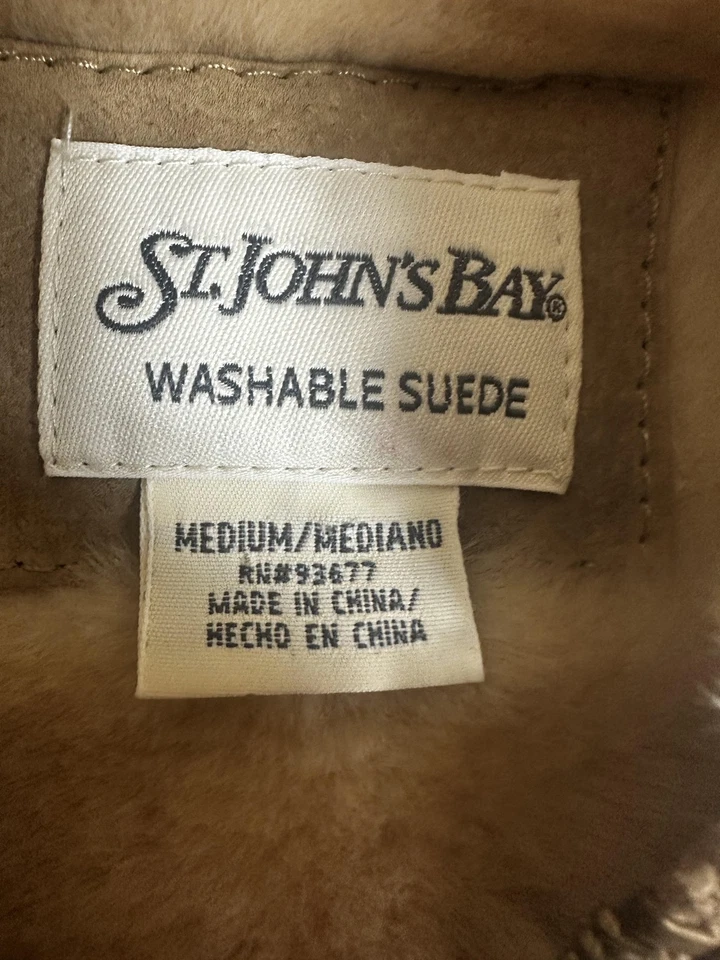 ST. JOHN'S BAY®
WASHABLE SUEDE
MEDIUM/MEDIANO
RN#93677
MADE IN CHINA/
HECHO EN CHINA